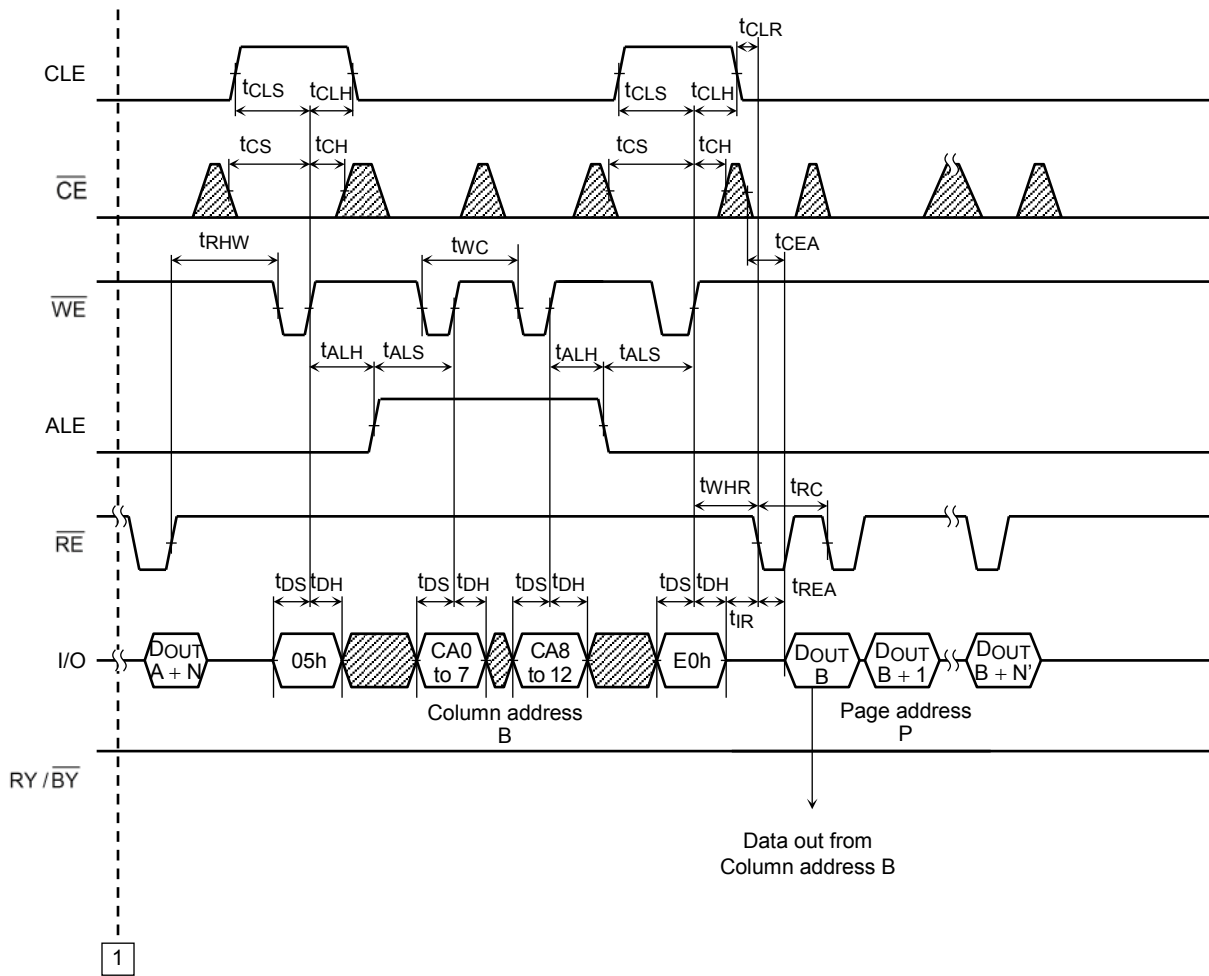 tCLR
CLE
tCLS tCLH tCLS tCLH
tCS tCH tCS tCH
CE
tRHW tWC tCEA
WE
tALH tALS tALH tALS
ALE
tWHR tRC
RE
tDS tDH tDS tDH tDS tDH tDS tDH tREA
tIR
I/O
DOUT
A + N
05h
CA0
to 7
CA8
to 12
E0h
DOUT
B
DOUT
B + 1
DOUT
B + N'
Column address
B
Page address
P
RY / BY
Data out from
Column address B
1